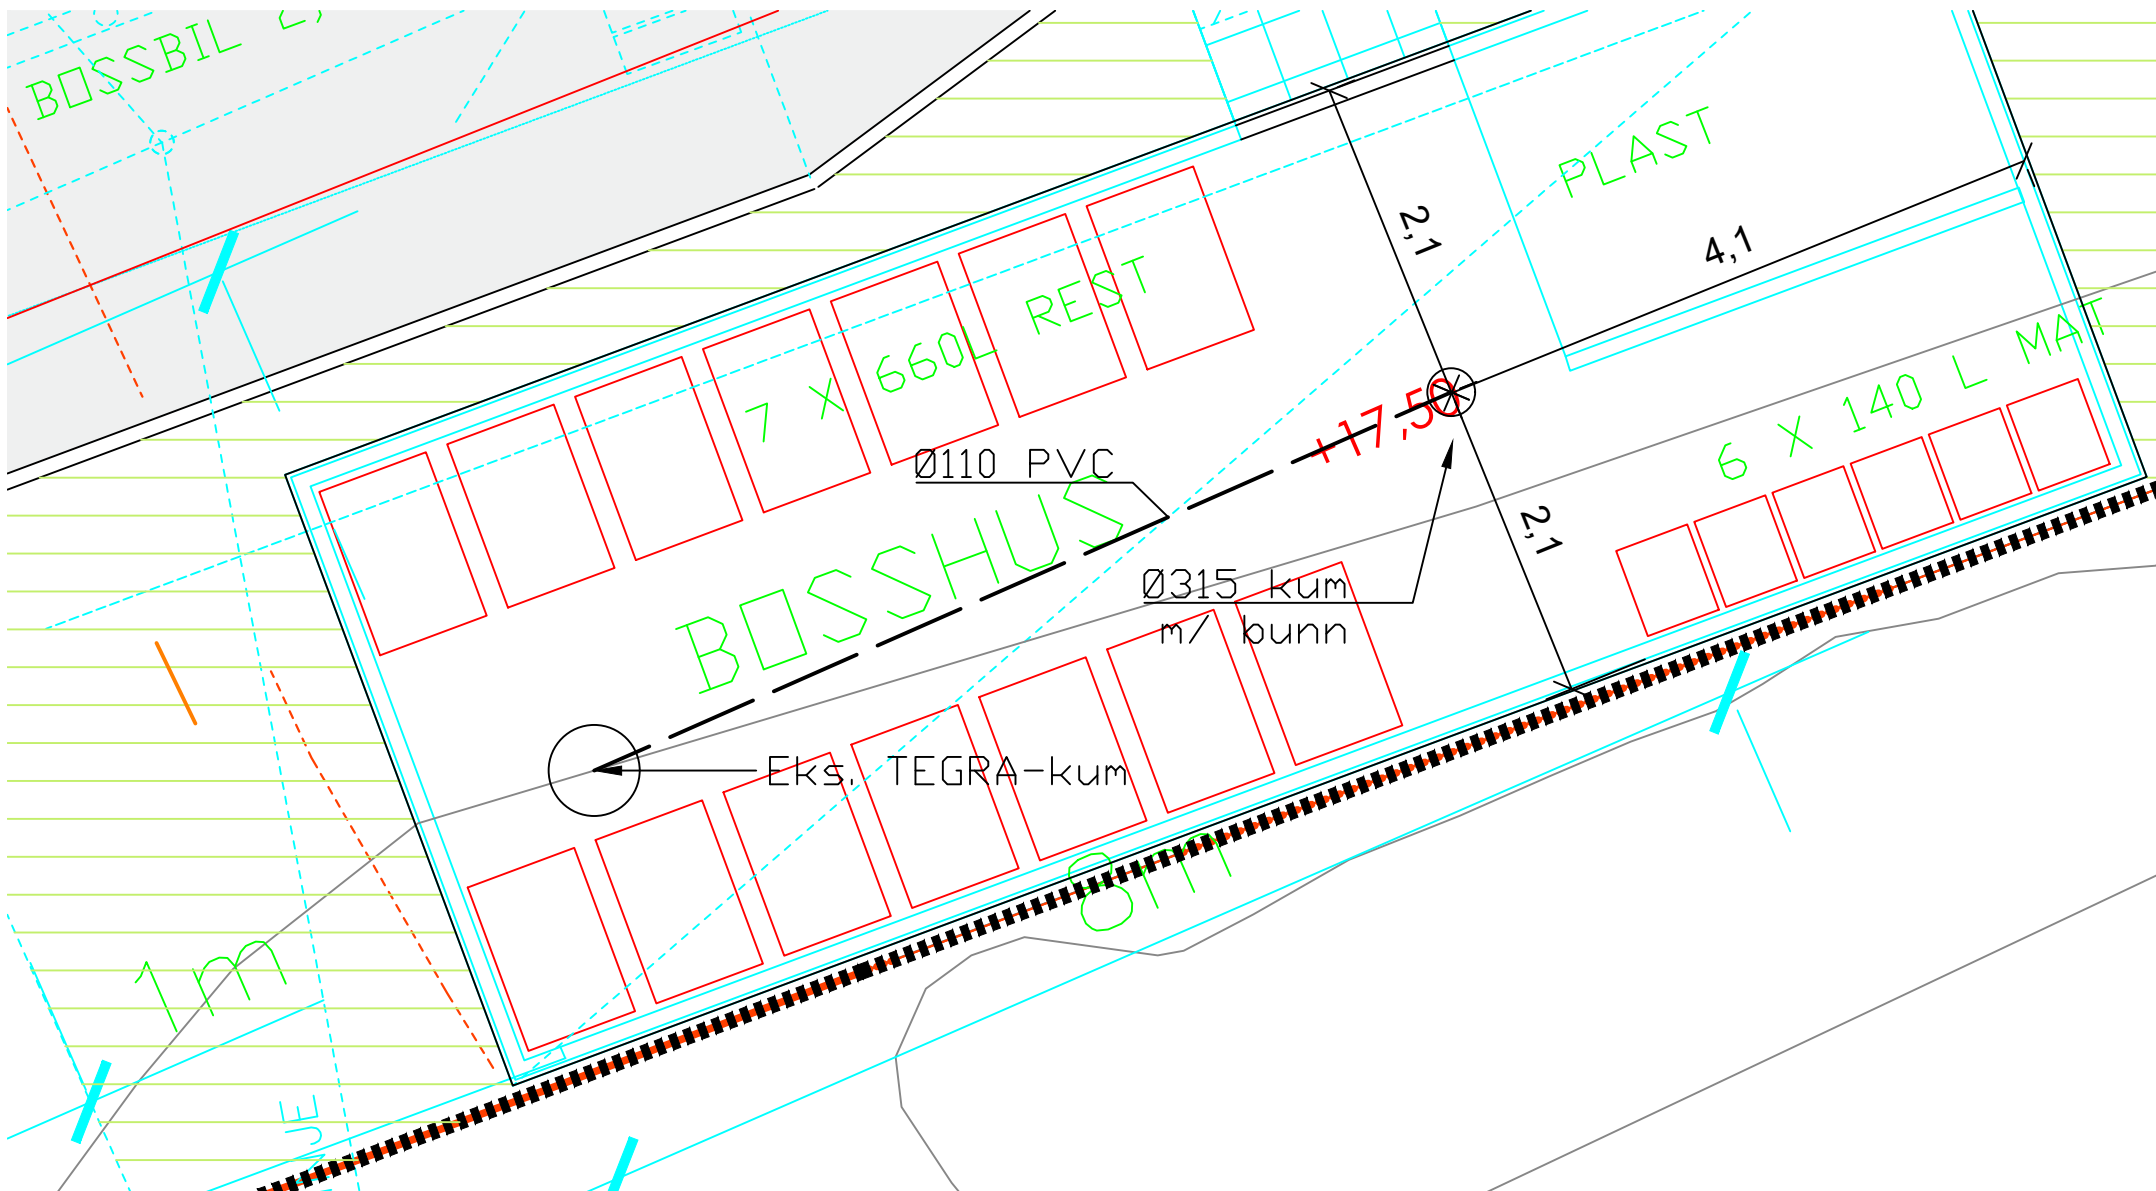 BOSSBIL
PLAST
2,1
4,1
7 X 660L REST
+17,50
6 X 140 L MAT
Ø110 PVC
BOSSHUS
2,1
Ø315 kum
m/ bunn
Eks. TEGRA-kum
8m
1m